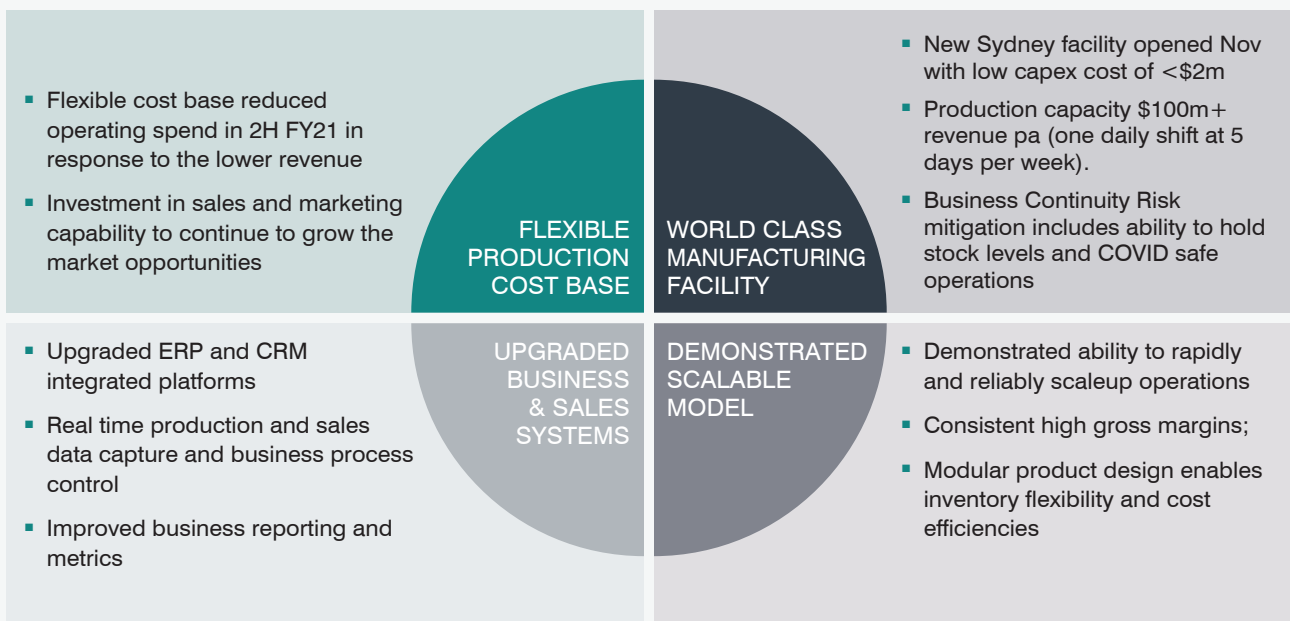 ▪ Flexible cost base reduced
operating spend in 2H FY21 in
response to the lower revenue
▪ Investment in sales and marketing
capability to continue to grow the
market opportunities
FLEXIBLE
PRODUCTION
COST BASE
WORLD CLASS
MANUFACTURING
FACILITY
▪ New Sydney facility opened Nov
with low capex cost of <$2m
▪ Production capacity $100m+
revenue pa (one daily shift at 5
days per week).
▪ Business Continuity Risk
mitigation includes ability to hold
stock levels and COVID safe
operations
▪ Upgraded ERP and CRM
integrated platforms
▪ Real time production and sales
data capture and business process
control
▪ Improved business reporting and
metrics
UPGRADED
BUSINESS
& SALES
SYSTEMS
DEMONSTRATED
SCALABLE
MODEL
▪ Demonstrated ability to rapidly
and reliably scaleup operations
▪ Consistent high gross margins;
▪ Modular product design enables
inventory flexibility and cost
efficiencies